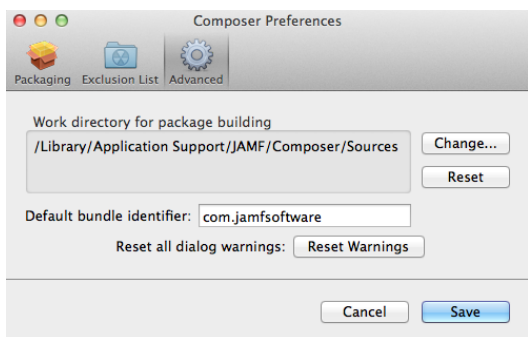 Composer Preferences
Packaging Exclusion List Advanced
Work directory for package building
/Library/Application Support/JAMF/Composer/Sources
Change...
Reset
Default bundle identifier: com.jamfsoftware
Reset all dialog warnings: Reset Warnings
Cancel Save